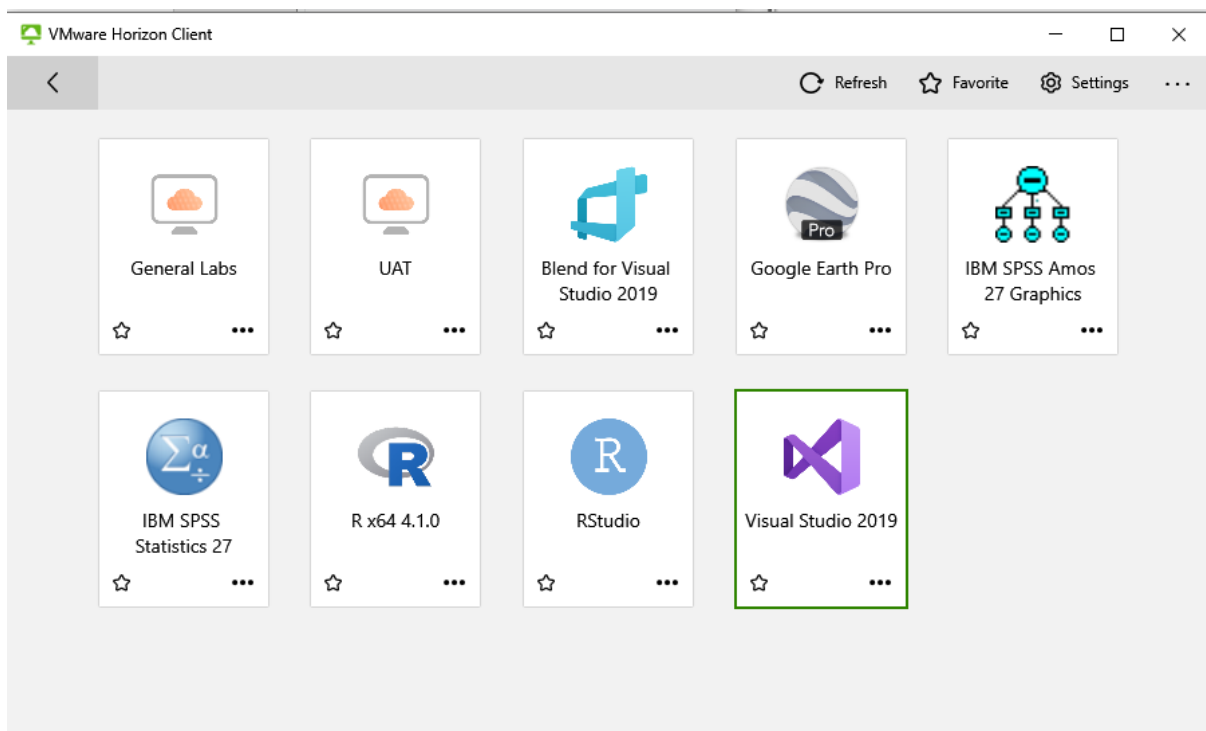 VMware Horizon Client
Refresh Favorite Settings
Pro
General Labs
UAT
Blend for Visual
Studio 2019
Google Earth Pro
IBM SPSS Amos
27 Graphics
Σα÷
R
R
IBM SPSS
Statistics 27
R x64 4.1.0
RStudio
Visual Studio 2019